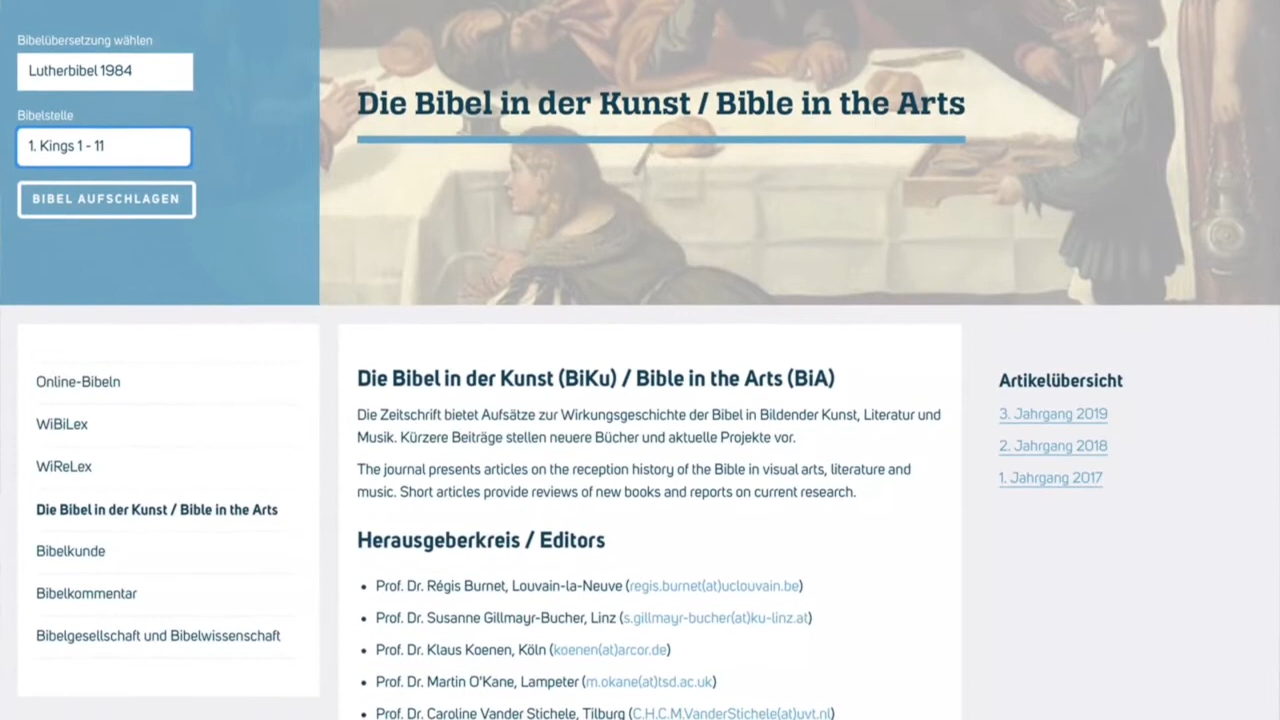 Bibelübersetzung wählen
Lutherbibel 1984
Bibelstelle
1. Kings 1 - 11
BIBEL AUFSCHLAGEN
Die Bibel in der Kunst / Bible in the Arts
Online-Bibeln
WiBiLex
WiReLex
Die Bibel in der Kunst / Bible in the Arts
Bibelkunde
Bibelkommentar
Bibelgesellschaft und Bibelwissenschaft
Die Bibel in der Kunst (BiKu) / Bible in the Arts (BiA)
Die Zeitschrift bietet Aufsätze zur Wirkungsgeschichte der Bibel in Bildender Kunst, Literatur und
Musik. Kürzere Beiträge stellen neuere Bücher und aktuelle Projekte vor.
The journal presents articles on the reception history of the Bible in visual arts, literature and
music. Short articles provide reviews of new books and reports on current research.
Herausgeberkreis / Editors
• Prof. Dr. Régis Burnet, Louvain-la-Neuve (regis.burnet(at)uclouvain.be)
• Prof. Dr. Susanne Gillmayr-Bucher, Linz (s.gillmayr-bucher(at)ku-linz.at)
• Prof. Dr. Klaus Koenen, Köln (koenen(at)arcor.de)
• Prof. Dr. Martin O'Kane, Lampeter (m.okane(at)tsd.ac.uk)
• Prof. Dr. Caroline Vander Stichele, Tilburg (C.H.C.M.VanderStichele(at)uvt.nl)
Artikelübersicht
3. Jahrgang 2019
2. Jahrgang 2018
1. Jahrgang 2017